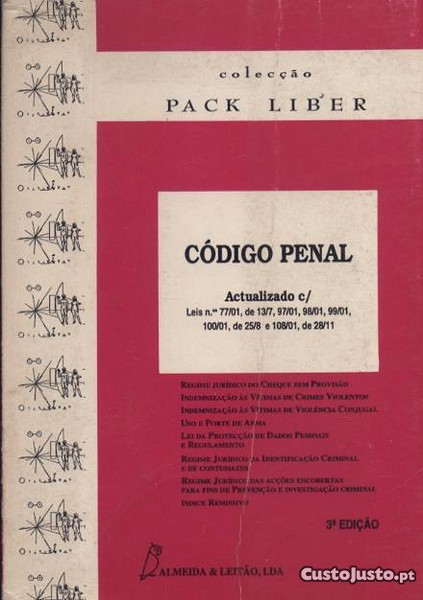 colecção
PACK LIBER
CÓDIGO PENAL
Actualizado c/
Leis n.ᵒˢ 77/01, de 13/7, 97/01, 98/01, 99/01,
100/01, de 25/8 e 108/01, de 28/11
REGIME JURÍDICO DO CHEQUE SEM PROVISÃO
INDEMNIZAÇÃO ÀS VÍTIMAS DE CRIMES VIOLENTOS
INDEMNIZAÇÃO ÀS VÍTIMAS DE VIOLÊNCIA CONJUGAL
USO E PORTE DE ARMA
LEI DA PROTECÇÃO DE DADOS PESSOAIS
E REGULAMENTO
REGIME JURÍDICO DA IDENTIFICAÇÃO CRIMINAL
E DE CONTUMAZES
REGIME JURÍDICO DAS ACÇÕES ENCOBERTAS
PARA FINS DE PREVENÇÃO E INVESTIGAÇÃO CRIMINAL
ÍNDICE REMISSIVO
3ª EDIÇÃO
ALMEIDA & LEITÃO, LDA
CustoJusto.pt